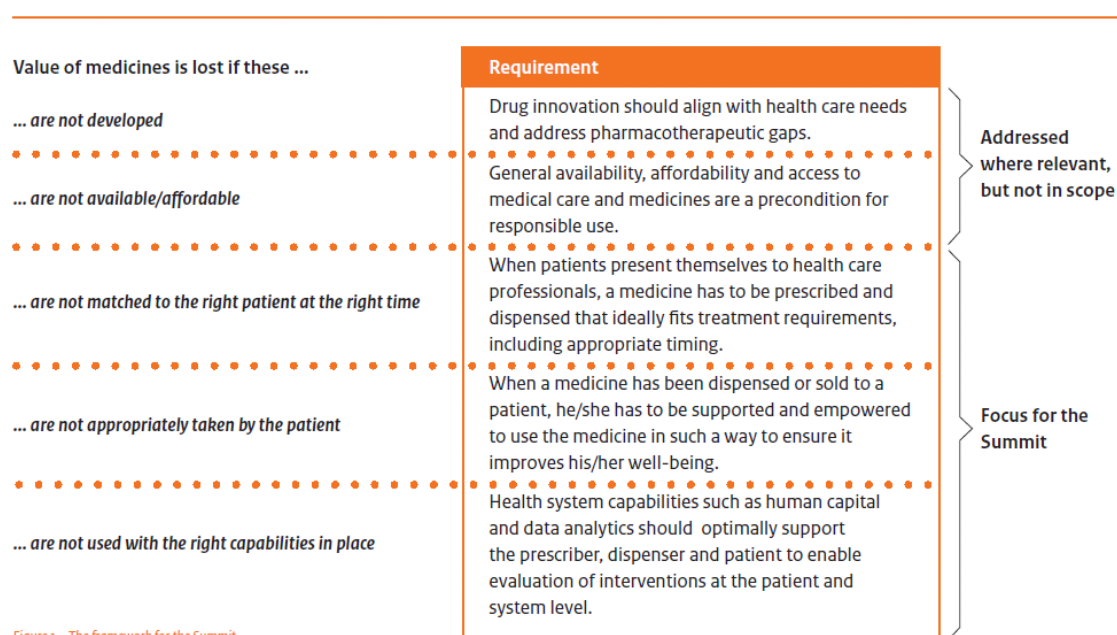 Value of medicines is lost if these ...
Requirement
... are not developed
Drug innovation should align with health care needs
and address pharmacotherapeutic gaps.
... are not available/affordable
General availability, affordability and access to
medical care and medicines are a precondition for
responsible use.
Addressed
where relevant,
but not in scope
... are not matched to the right patient at the right time
When patients present themselves to health care
professionals, a medicine has to be prescribed and
dispensed that ideally fits treatment requirements,
including appropriate timing.
... are not appropriately taken by the patient
When a medicine has been dispensed or sold to a
patient, he/she has to be supported and empowered
to use the medicine in such a way to ensure it
improves his/her well-being.
... are not used with the right capabilities in place
Health system capabilities such as human capital
and data analytics should optimally support
the prescriber, dispenser and patient to enable
evaluation of interventions at the patient and
system level.
Focus for the
Summit
The framework for the Summit